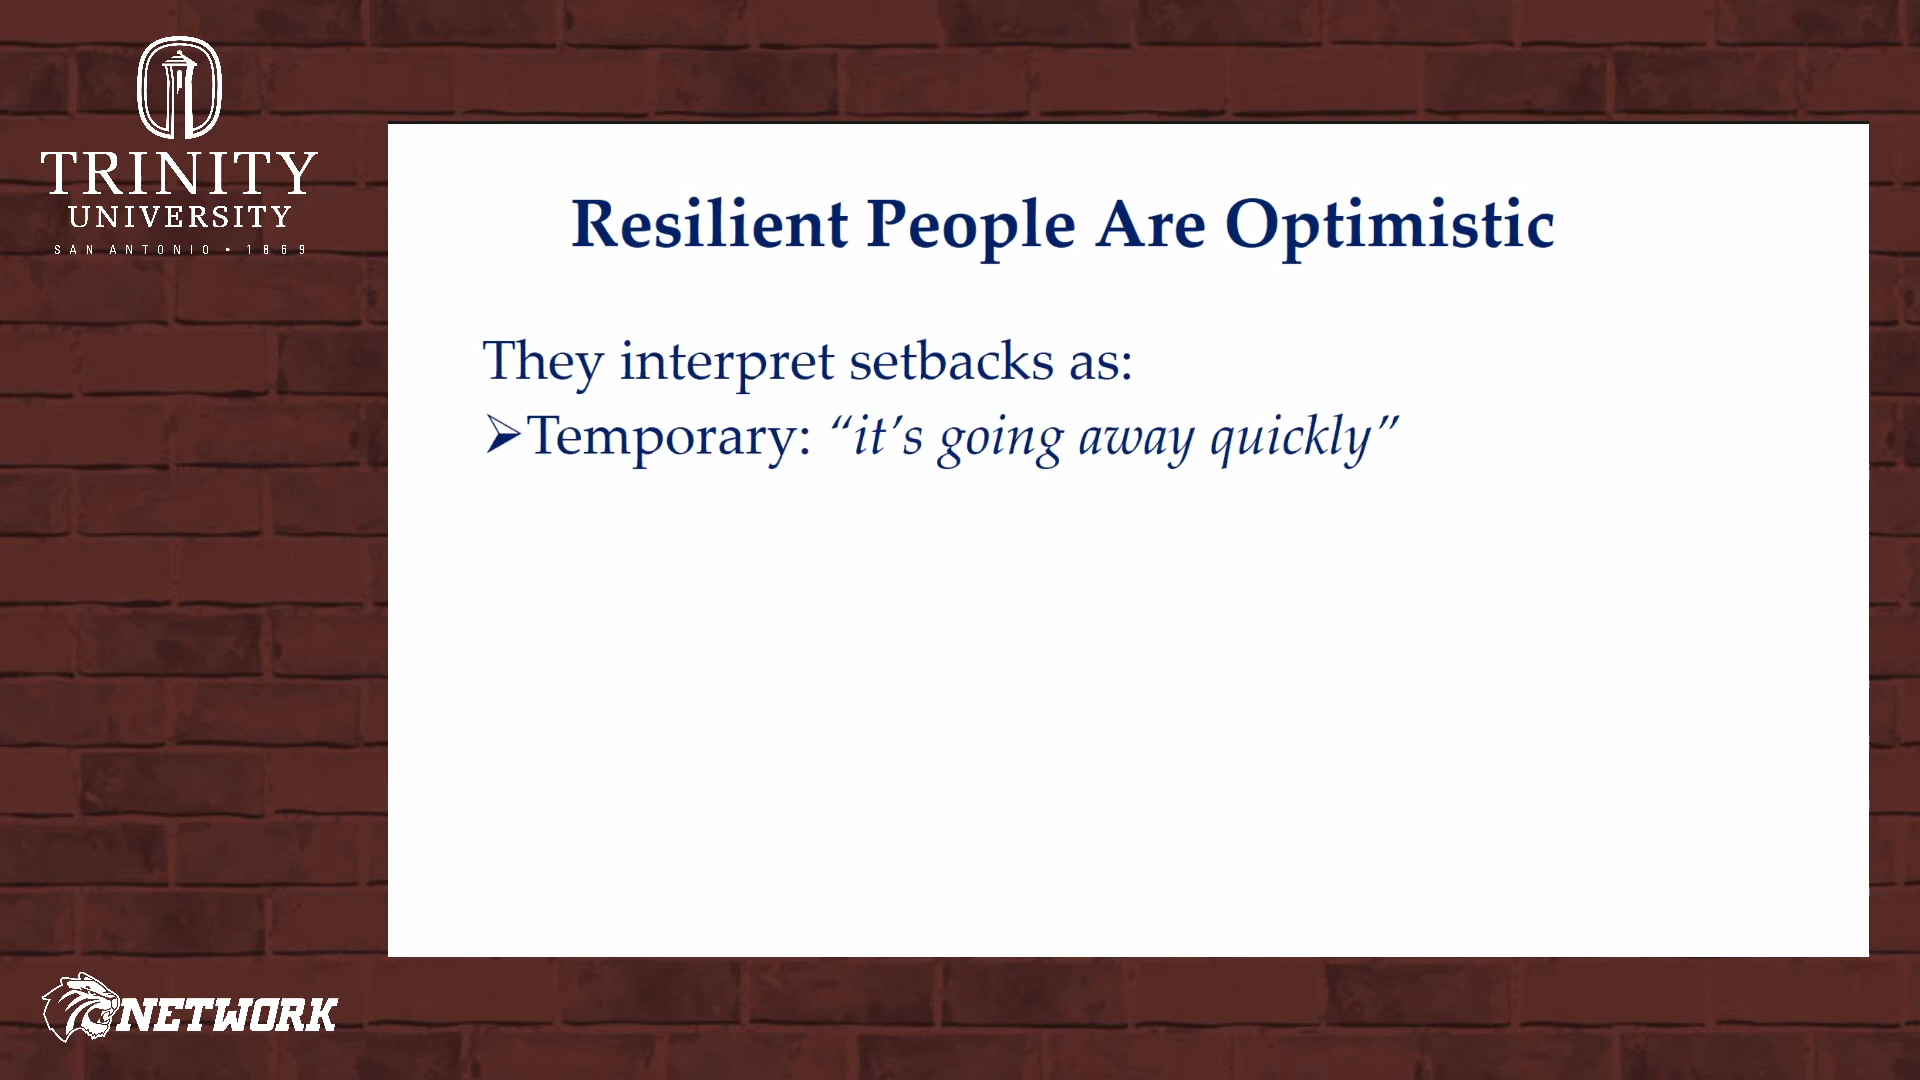 TRINITY
UNIVERSITY
SAN ANTONIO • 1869
Resilient People Are Optimistic
They interpret setbacks as:
➢Temporary: “it’s going away quickly”
NETWORK